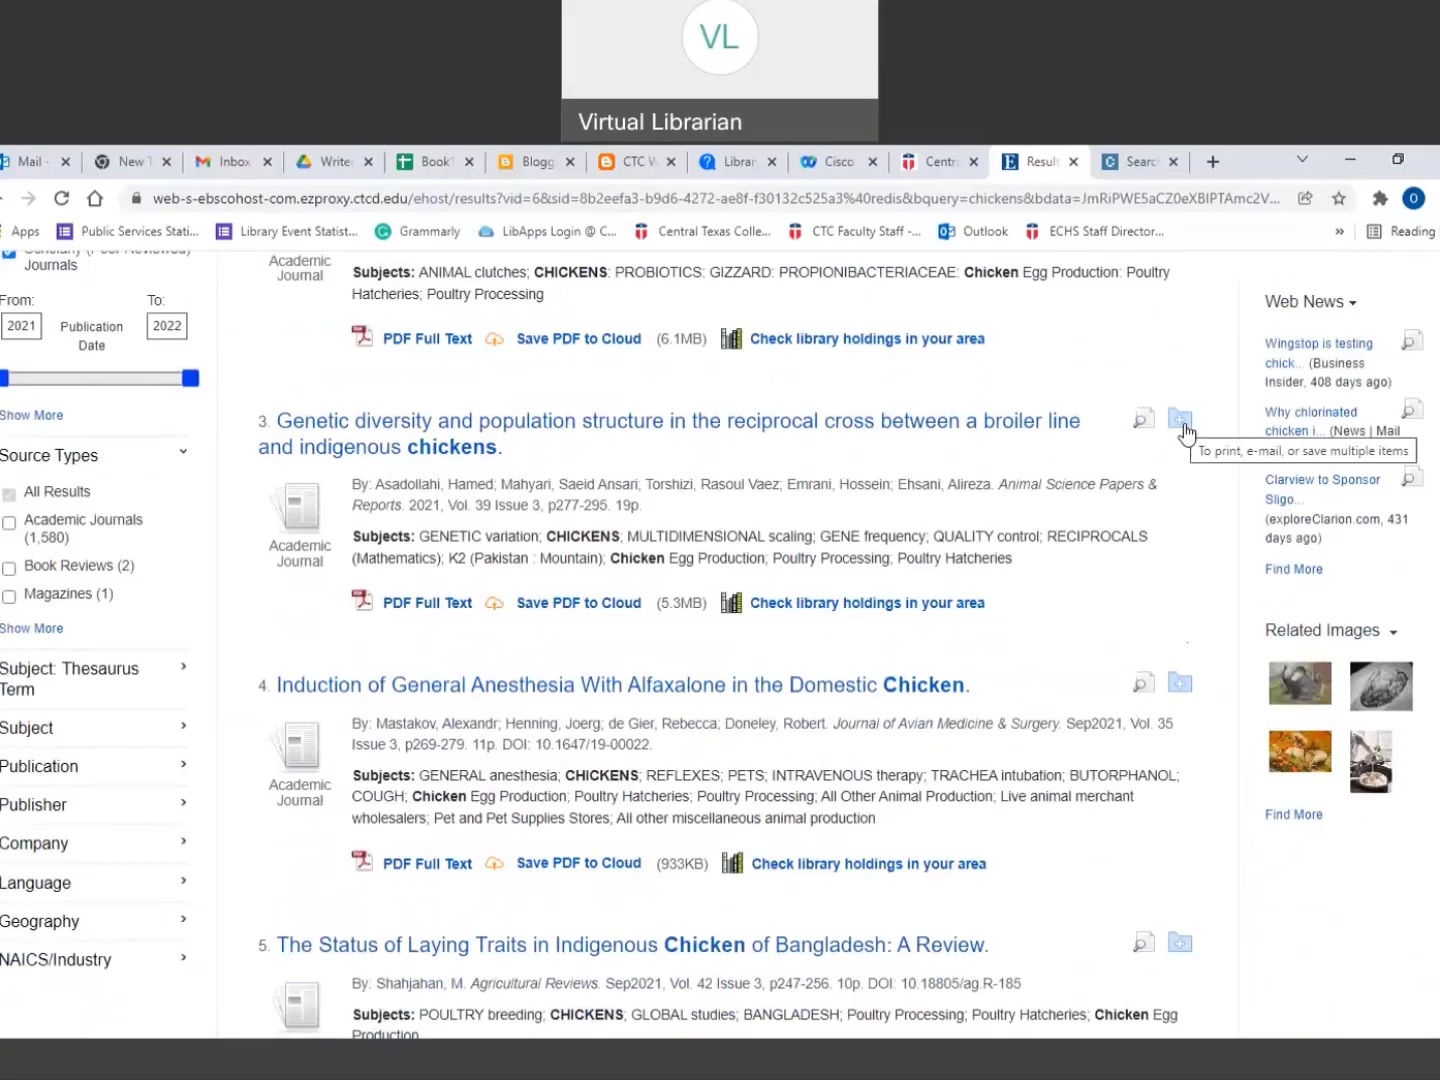 VL
Virtual Librarian
Mail -
New T
Inbox
Write
Book
Blogg
CTC W
Librar
Cisco
Centra
Result
Searc
web-s-ebscohost-com.ezproxy.ctcd.edu/ehost/results?vid=6&sid=8b2eefa3-b9d6-4272-ae8f-f30132c525a3%40redis&bquery=chickens&bdata=JmRiPWE5aCZ0eXBlPTAmc2V...
Apps
Public Services Stati...
Library Event Statist...
Grammarly
LibApps Login @ C...
Central Texas Colle...
CTC Faculty Staff -...
Outlook
ECHS Staff Director...
»
Reading
Journals
From:
To:
2021
Publication
Date
2022
Show More
Source Types
All Results
Academic Journals
(1,580)
Book Reviews (2)
Magazines (1)
Show More
Subject: Thesaurus
Term
Subject
Publication
Publisher
Company
Language
Geography
NAICS/Industry
Academic
Journal
Subjects: ANIMAL clutches; CHICKENS; PROBIOTICS; GIZZARD; PROPIONIBACTERIACEAE; Chicken Egg Production; Poultry
Hatcheries; Poultry Processing
PDF Full Text
Save PDF to Cloud
(6.1MB)
Check library holdings in your area
3. Genetic diversity and population structure in the reciprocal cross between a broiler line
and indigenous chickens.
By: Asadollahi, Hamed; Mahyari, Saeid Ansari; Torshizi, Rasoul Vaez; Emrani, Hossein; Ehsani, Alireza. Animal Science Papers &
Reports. 2021, Vol. 39 Issue 3, p277-295. 19p.
Academic
Journal
Subjects: GENETIC variation; CHICKENS; MULTIDIMENSIONAL scaling; GENE frequency; QUALITY control; RECIPROCALS
(Mathematics); K2 (Pakistan : Mountain); Chicken Egg Production; Poultry Processing; Poultry Hatcheries
PDF Full Text
Save PDF to Cloud
(5.3MB)
Check library holdings in your area
4. Induction of General Anesthesia With Alfaxalone in the Domestic Chicken.
By: Mastakov, Alexandr; Henning, Joerg; de Gier, Rebecca; Doneley, Robert. Journal of Avian Medicine & Surgery. Sep2021, Vol. 35
Issue 3, p269-279. 11p. DOI: 10.1647/19-00022.
Academic
Journal
Subjects: GENERAL anesthesia; CHICKENS; REFLEXES; PETS; INTRAVENOUS therapy; TRACHEA intubation; BUTORPHANOL;
COUGH; Chicken Egg Production; Poultry Hatcheries; Poultry Processing; All Other Animal Production; Live animal merchant
wholesalers; Pet and Pet Supplies Stores; All other miscellaneous animal production
PDF Full Text
Save PDF to Cloud
(933KB)
Check library holdings in your area
5. The Status of Laying Traits in Indigenous Chicken of Bangladesh: A Review.
By: Shahjahan, M. Agricultural Reviews. Sep2021, Vol. 42 Issue 3, p247-256. 10p. DOI: 10.18805/ag.R-185
Subjects: POULTRY breeding; CHICKENS; GLOBAL studies; BANGLADESH; Poultry Processing; Poultry Hatcheries; Chicken Egg
Production
Web News
Wingstop is testing
chick... (Business
Insider, 408 days ago)
Why chlorinated
chicken i... (News | Mail
To print, e-mail, or save multiple items
Clarview to Sponsor
Sligo...
(exploreClarion.com, 431
days ago)
Find More
Related Images
Find More